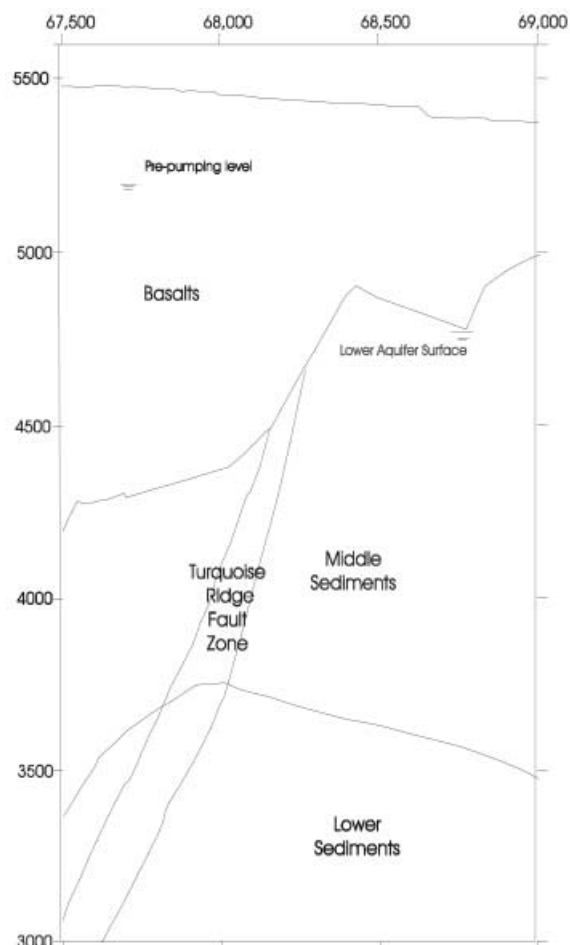 67,500 68,000 68,500 69,000
5500
Pre-pumping level
5000
Basalts
Lower Aquifer Surface
4500
Turquoise
Ridge
Fault
Zone
Middle
Sediments
4000
3500
Lower
Sediments
3000